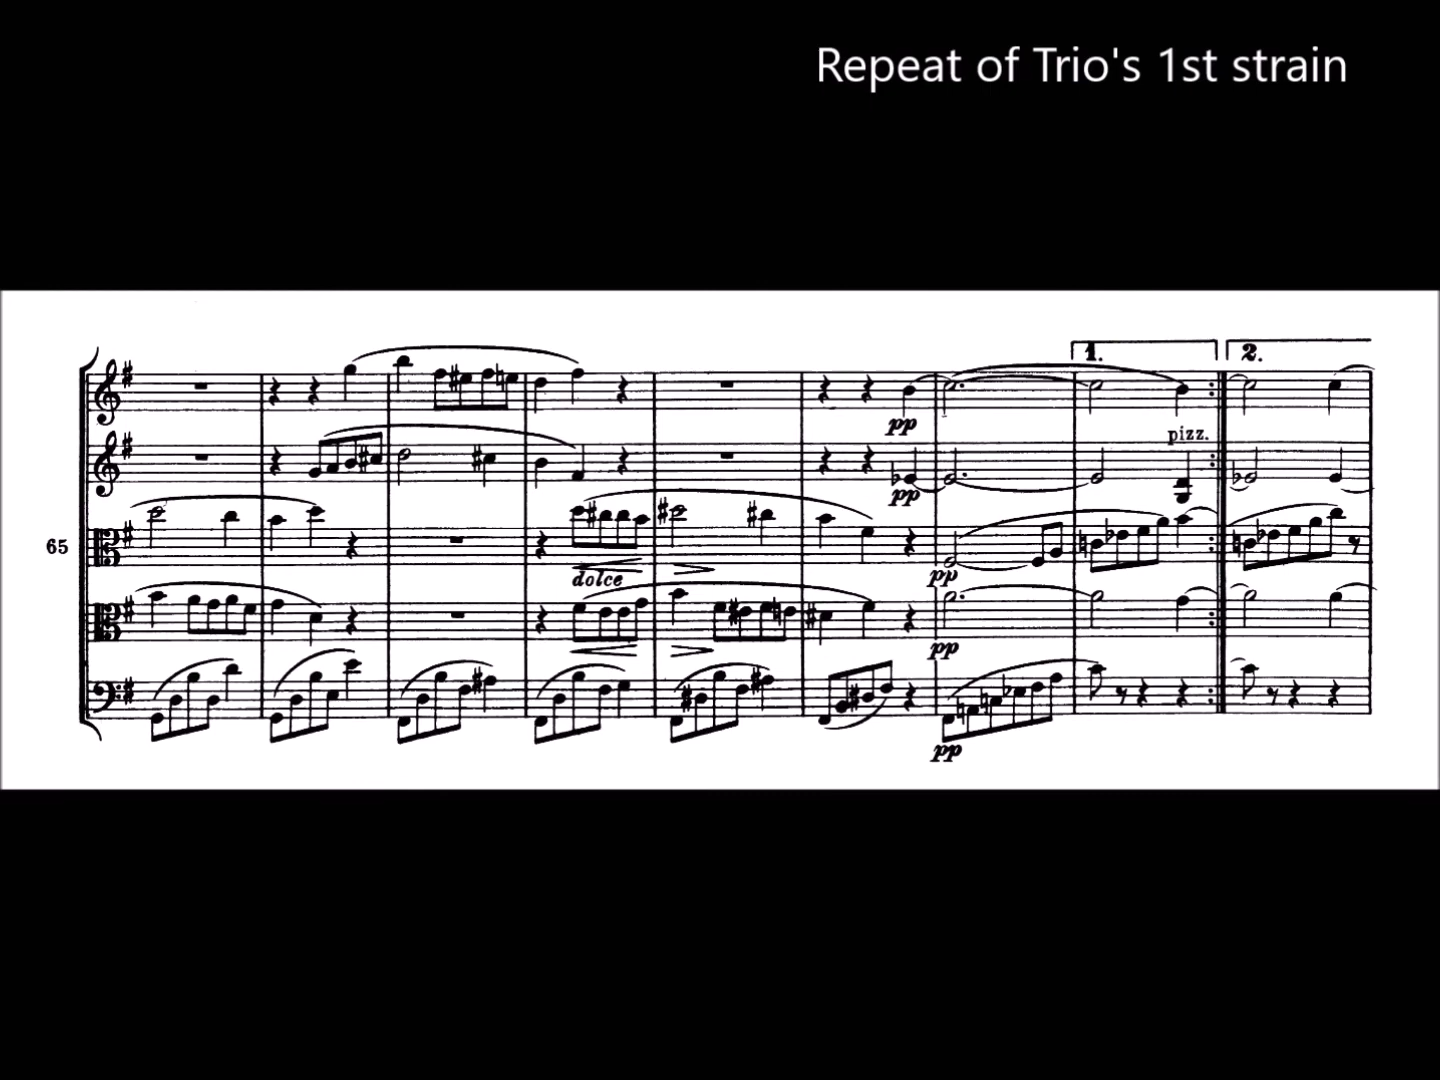 Repeat of Trio's 1st strain
1. 2.
pizz.
pp
pp
65
dolce
pp
pp
pp